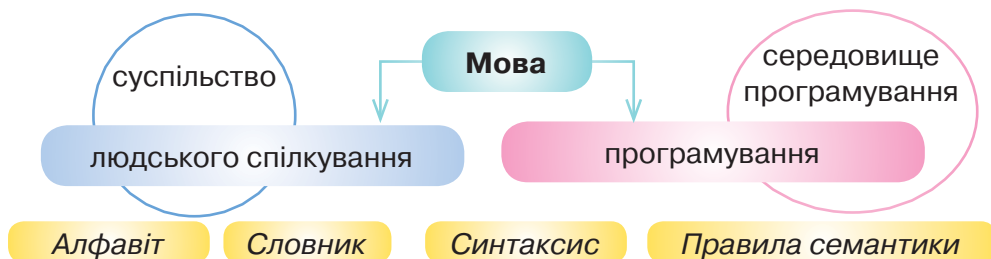 Мова
суспільство
середовище
програмування
людського спілкування
програмування
Алфавіт
Словник
Синтаксис
Правила семантики